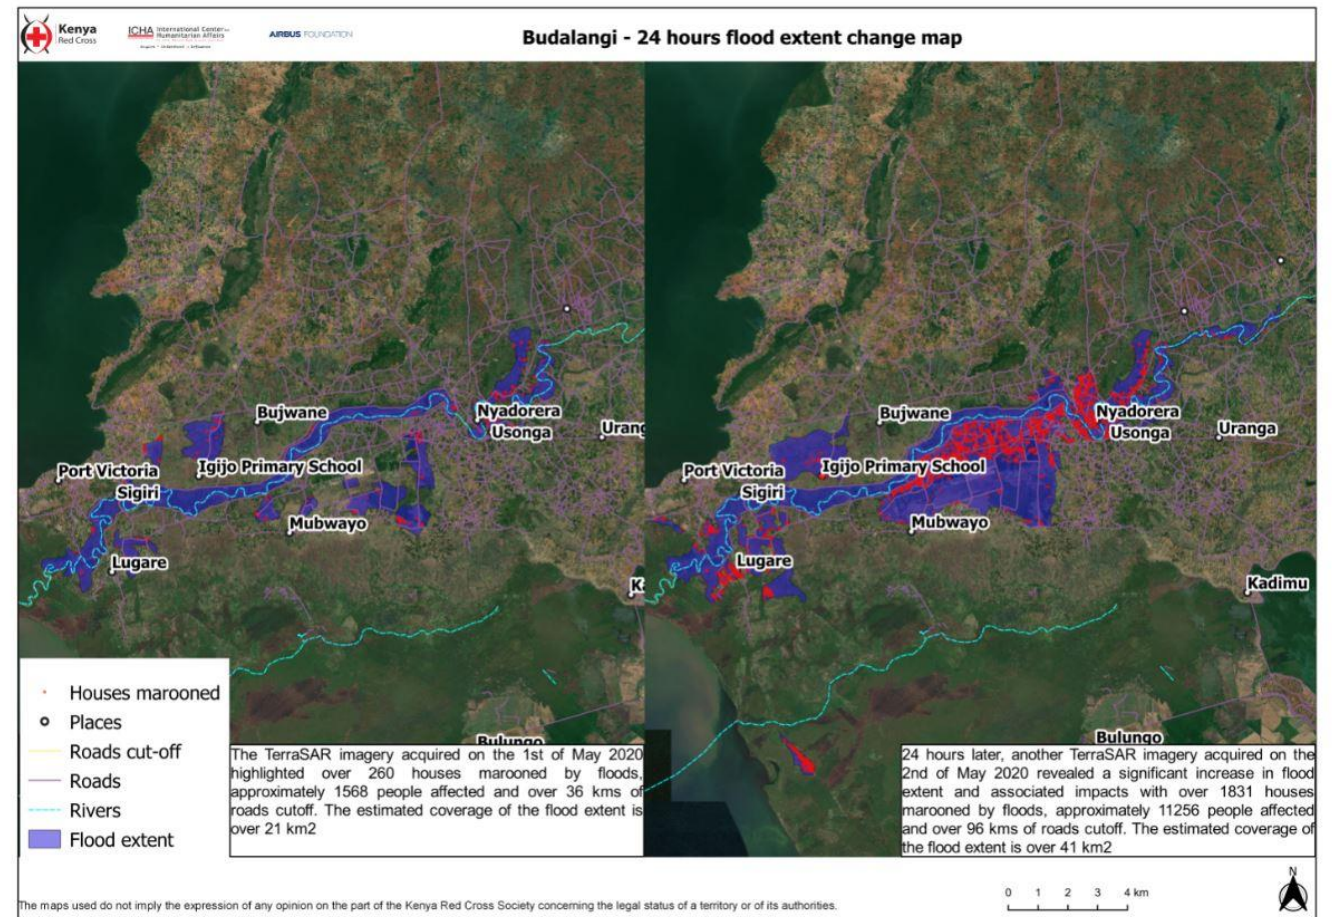 Kenya
Red Cross
ICHA International Center for
Humanitarian Affairs
AIRBUS FOUNDATION
Budalangi - 24 hours flood extent change map
Bujwane
Nyadorera
Usonga
Urang
Port Victoria
Igijo Primary School
Sigiri
Mubwayo
Lugare
Ka
Bulungo
Bujwane
Nyadorera
Usonga
Uranga
Port Victoria
Igijo Primary School
Sigiri
Mubwayo
Lugare
Kadimu
Bulungo
Houses marooned
Places
Roads cut-off
Roads
Rivers
Flood extent
The TerraSAR imagery acquired on the 1st of May 2020
highlighted over 260 houses marooned by floods,
approximately 1568 people affected and over 36 kms of
roads cutoff. The estimated coverage of the flood extent is
over 21 km2
24 hours later, another TerraSAR imagery acquired on the
2nd of May 2020 revealed a significant increase in flood
extent and associated impacts with over 1831 houses
marooned by floods, approximately 11256 people affected
and over 96 kms of roads cutoff. The estimated coverage of
the flood extent is over 41 km2
0 1 2 3 4 km
N
The maps used do not imply the expression of any opinion on the part of the Kenya Red Cross Society concerning the legal status of a territory or of its authorities.